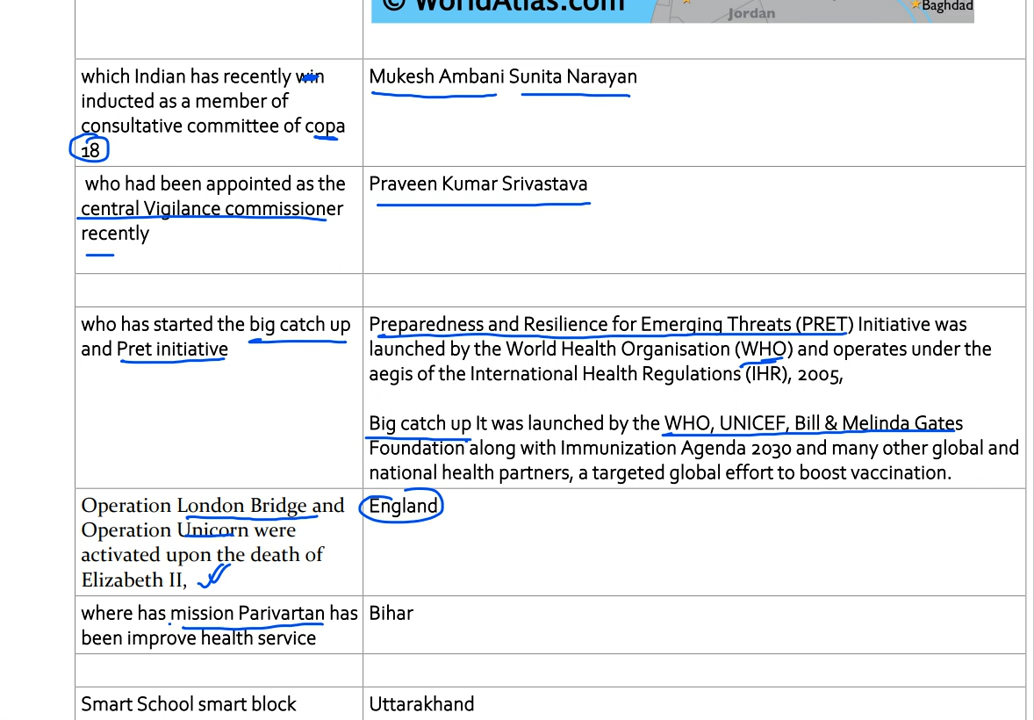 © WorldAtlas.com
Jordan
Baghdad
which Indian has recently win
inducted as a member of
consultative committee of copa
18
Mukesh Ambani Sunita Narayan
who had been appointed as the
central Vigilance commissioner
recently
Praveen Kumar Srivastava
who has started the big catch up
and Pret initiative
Preparedness and Resilience for Emerging Threats (PRET) Initiative was
launched by the World Health Organisation (WHO) and operates under the
aegis of the International Health Regulations (IHR), 2005,
Big catch up It was launched by the WHO, UNICEF, Bill & Melinda Gates
Foundation along with Immunization Agenda 2030 and many other global and
national health partners, a targeted global effort to boost vaccination.
Operation London Bridge and
Operation Unicorn were
activated upon the death of
Elizabeth II,
England
where has mission Parivartan has
been improve health service
Bihar
Smart School smart block
Uttarakhand